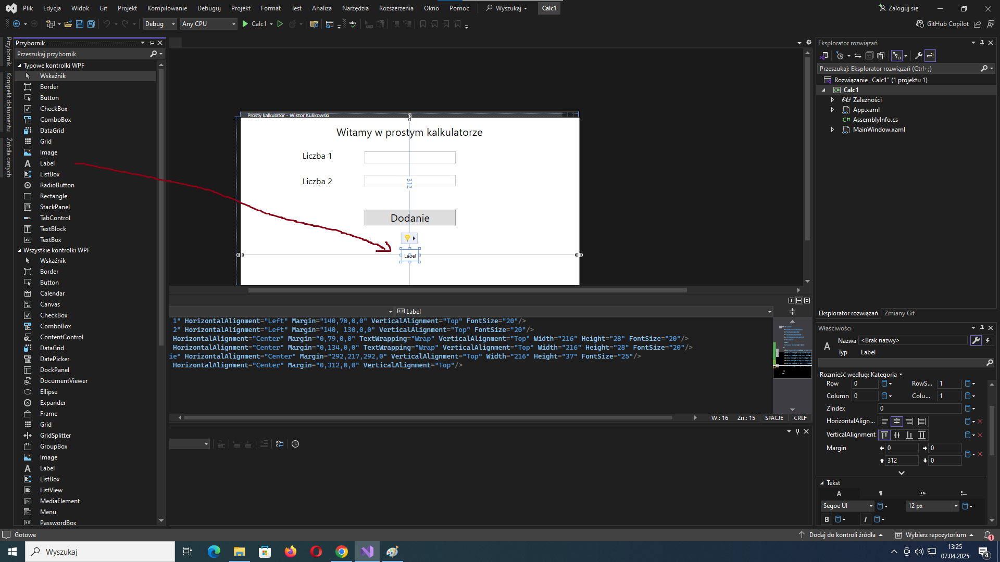 Plik Edycja Widok Git Projekt Kompilowanie Debuguj Projekt Format Test Analiza Narzędzia Rozszerzenia Okno Pomoc Wyszukaj Calc1 Zaloguj się
Debug Any CPU Calc1 abc GitHub Copilot
Przybornik
Konspekt dokumentu
Źródła danych
Przybornik
Przeszukaj przybornik
Typowe kontrolki WPF
Wskaźnik
Border
Button
CheckBox
ComboBox
DataGrid
Grid
Image
Label
ListBox
RadioButton
Rectangle
StackPanel
TabControl
TextBlock
TextBox
Wszystkie kontrolki WPF
Wskaźnik
Border
Button
Calendar
Canvas
CheckBox
ComboBox
ContentControl
DataGrid
DatePicker
DockPanel
DocumentViewer
Ellipse
Expander
Frame
Grid
GridSplitter
GroupBox
Image
Label
ListBox
ListView
MediaElement
Menu
PasswordBox
Prosty kalkulator - Wiktor Kulikowski
Witamy w prostym kalkulatorze
Liczba 1
Liczba 2
312
Dodanie
Label
Label
1" HorizontalAlignment="Left" Margin="140,70,0,0" VerticalAlignment="Top" FontSize="20"/>
2" HorizontalAlignment="Left" Margin="140, 130,0,0" VerticalAlignment="Top" FontSize="20"/>
HorizontalAlignment="Center" Margin="0,79,0,0" TextWrapping="Wrap" VerticalAlignment="Top" Width="216" Height="28" FontSize="20"/>
HorizontalAlignment="Center" Margin="0,134,0,0" TextWrapping="Wrap" VerticalAlignment="Top" Width="216" Height="28" FontSize="20"/>
ie" HorizontalAlignment="Center" Margin="292,217,292,0" VerticalAlignment="Top" Width="216" Height="37" FontSize="25"/>
HorizontalAlignment="Center" Margin="0,312,0,0" VerticalAlignment="Top"/>
W.: 16 Zn.: 15 SPACJE CRLF
Eksplorator rozwiązań
Przeszukaj: Eksplorator rozwiązań (Ctrl+;)
Rozwiązanie „Calc1” (1 projektu 1)
Calc1
Zależności
App.xaml
AssemblyInfo.cs
MainWindow.xaml
Eksplorator rozwiązań Zmiany Git
Właściwości
Nazwa <Brak nazwy>
Typ Label
Rozmieść według: Kategoria
Row 0 RowS... 1
Column 0 Colu... 1
ZIndex 0
HorizontalAlign...
VerticalAlignment
Margin 0 0
312 0
Tekst
Segoe UI 12 px
B I
Gotowe Dodaj do kontroli źródła Wybierz repozytorium 1
Wyszukaj
13:25
07.04.2025
4